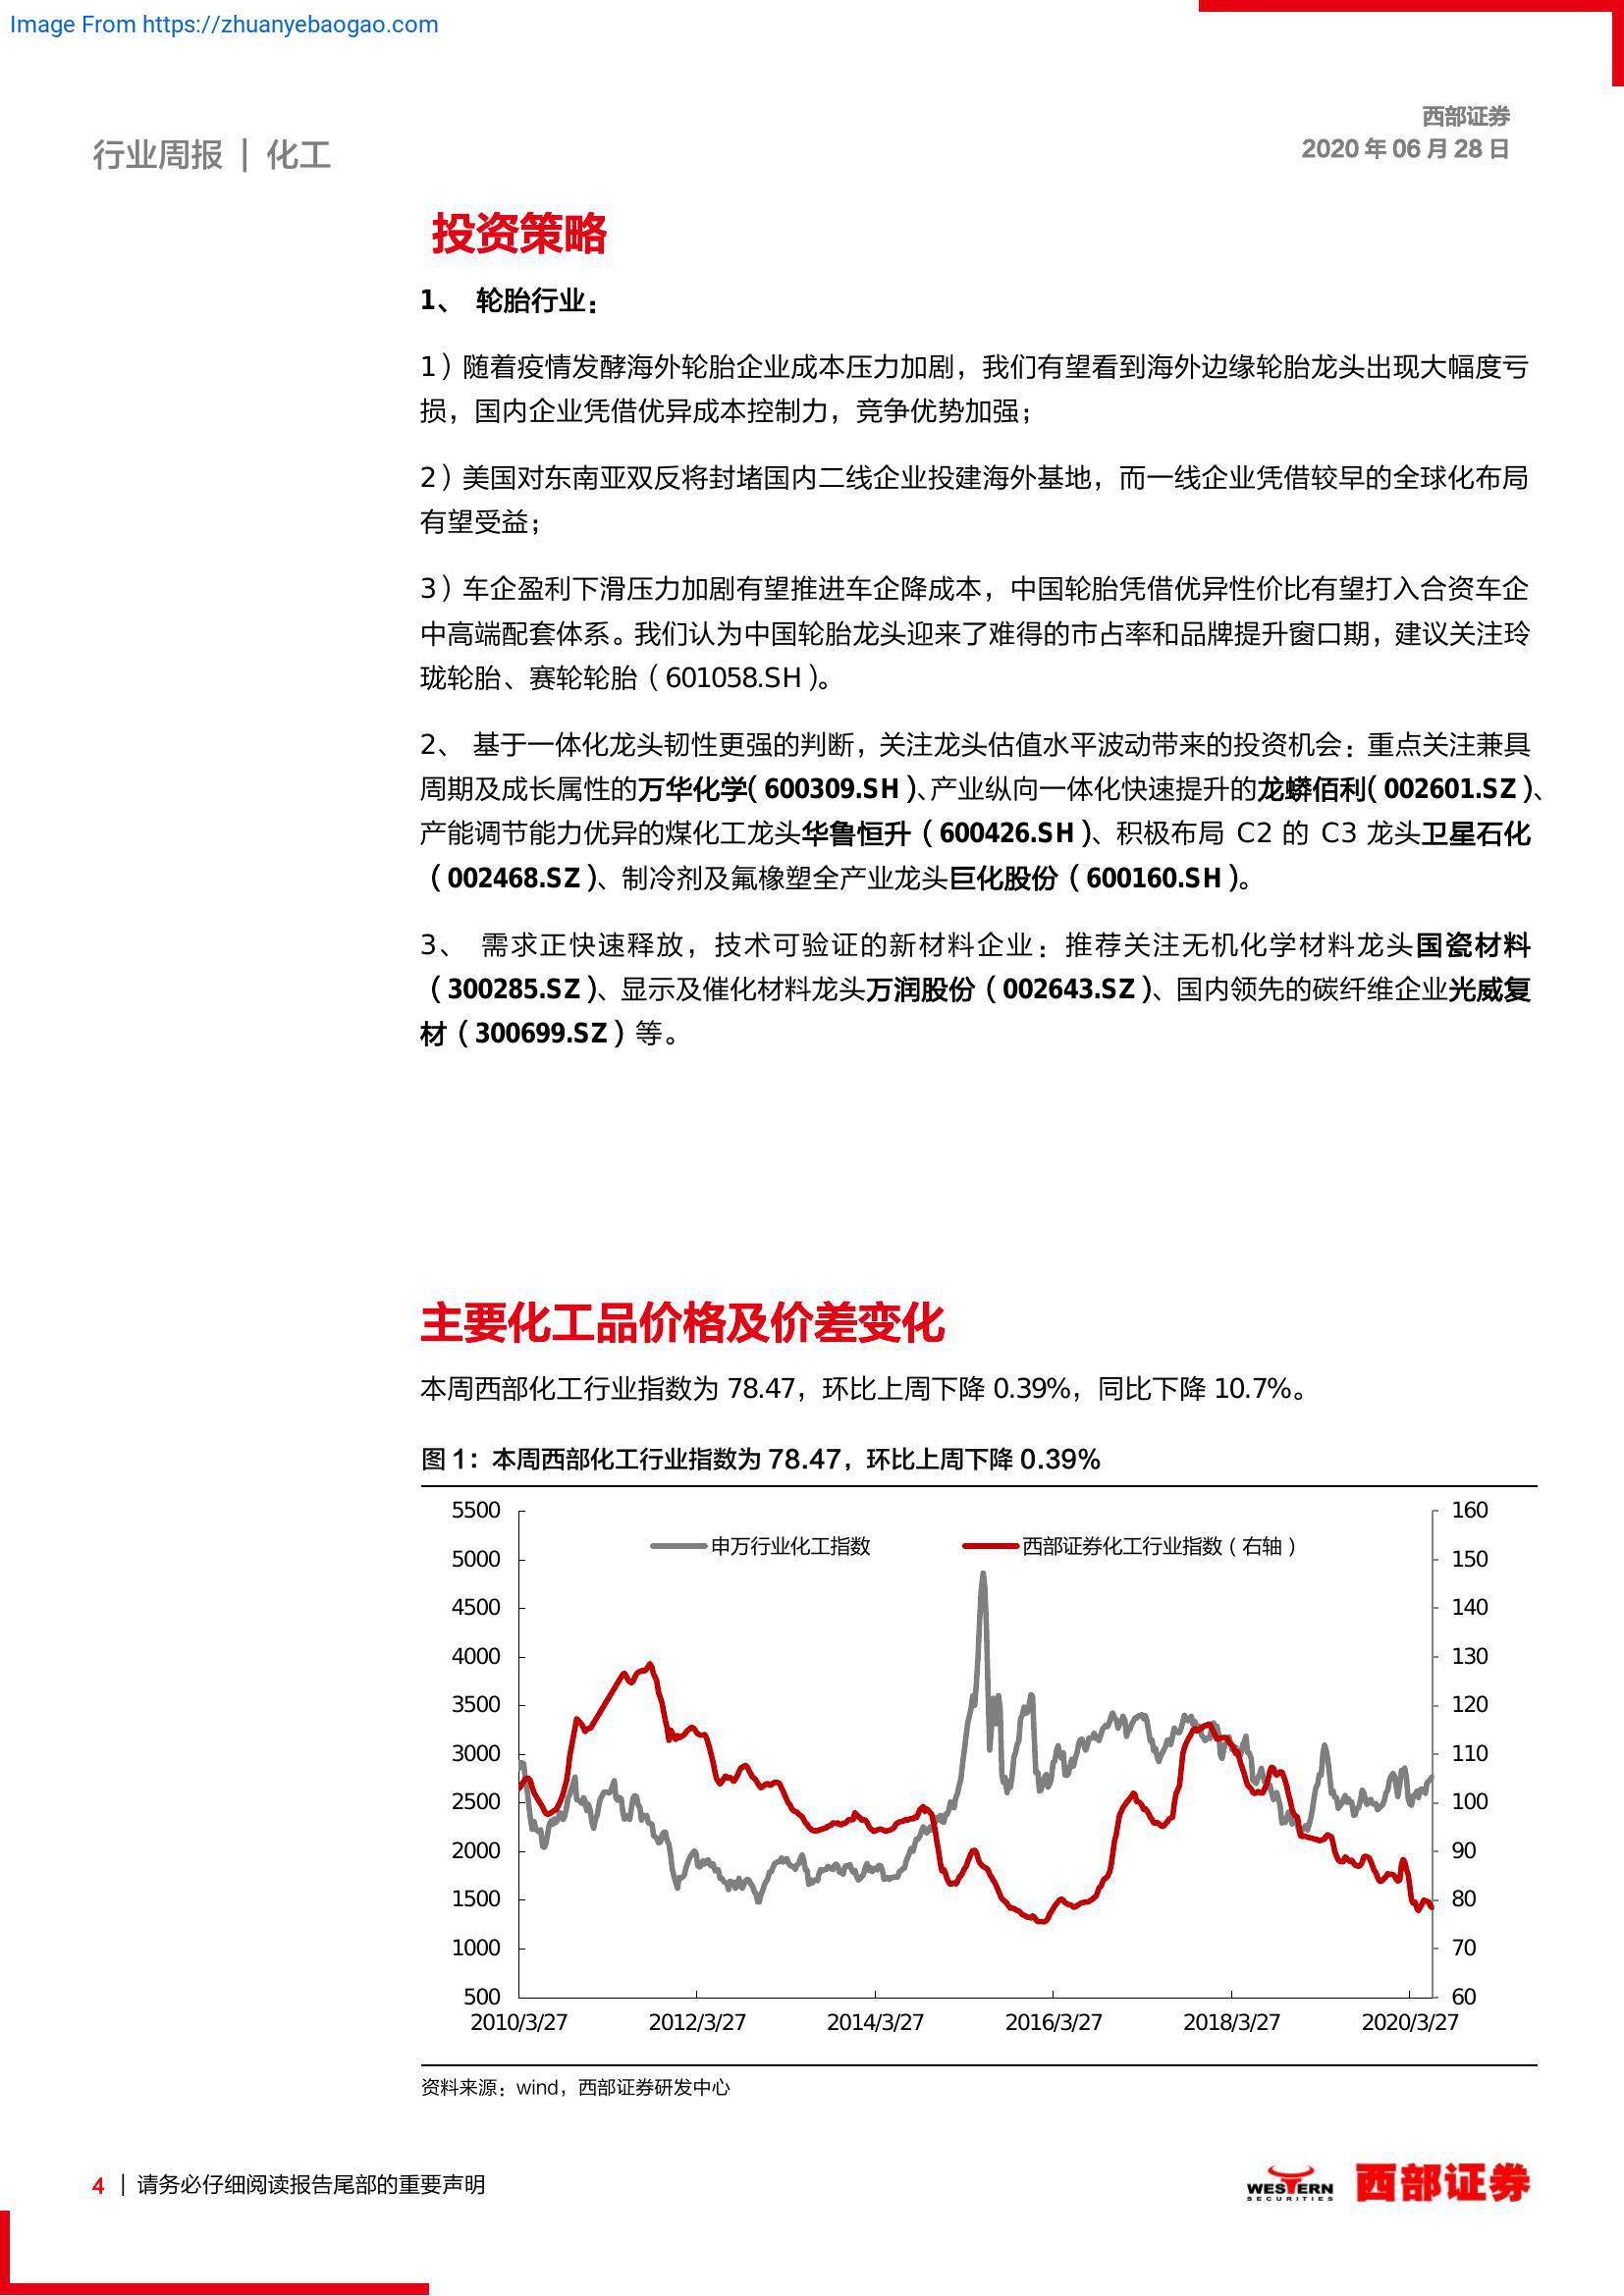 Image From https://zhuanyebaogao.com
西部证券
2020 年 06 月 28 日
行业周报 | 化工
投资策略
1、 轮胎行业：
1）随着疫情发酵海外轮胎企业成本压力加剧，我们有望看到海外边缘轮胎龙头出现大幅度亏
损，国内企业凭借优异成本控制力，竞争优势加强；
2）美国对东南亚双反将封堵国内二线企业投建海外基地，而一线企业凭借较早的全球化布局
有望受益；
3）车企盈利下滑压力加剧有望推进车企降成本，中国轮胎凭借优异性价比有望打入合资车企
中高端配套体系。我们认为中国轮胎龙头迎来了难得的市占率和品牌提升窗口期，建议关注玲
珑轮胎、赛轮轮胎（601058.SH）。
2、 基于一体化龙头韧性更强的判断，关注龙头估值水平波动带来的投资机会：重点关注兼具
周期及成长属性的万华化学（600309.SH）、产业纵向一体化快速提升的龙蟒佰利（002601.SZ）、
产能调节能力优异的煤化工龙头华鲁恒升（600426.SH）、积极布局 C2 的 C3 龙头卫星石化
（002468.SZ）、制冷剂及氟橡塑全产业龙头巨化股份（600160.SH）。
3、 需求正快速释放，技术可验证的新材料企业：推荐关注无机化学材料龙头国瓷材料
（300285.SZ）、显示及催化材料龙头万润股份（002643.SZ）、国内领先的碳纤维企业光威复
材（300699.SZ）等。
主要化工品价格及价差变化
本周西部化工行业指数为 78.47，环比上周下降 0.39%，同比下降 10.7%。
图 1：本周西部化工行业指数为 78.47，环比上周下降 0.39%
申万行业化工指数
西部证券化工行业指数（右轴）
5500
5000
4500
4000
3500
3000
2500
2000
1500
1000
500
160
150
140
130
120
110
100
90
80
70
60
2010/3/27
2012/3/27
2014/3/27
2016/3/27
2018/3/27
2020/3/27
资料来源：wind，西部证券研发中心
4 | 请务必仔细阅读报告尾部的重要声明
WESTERN
SECURITIES
西部证券